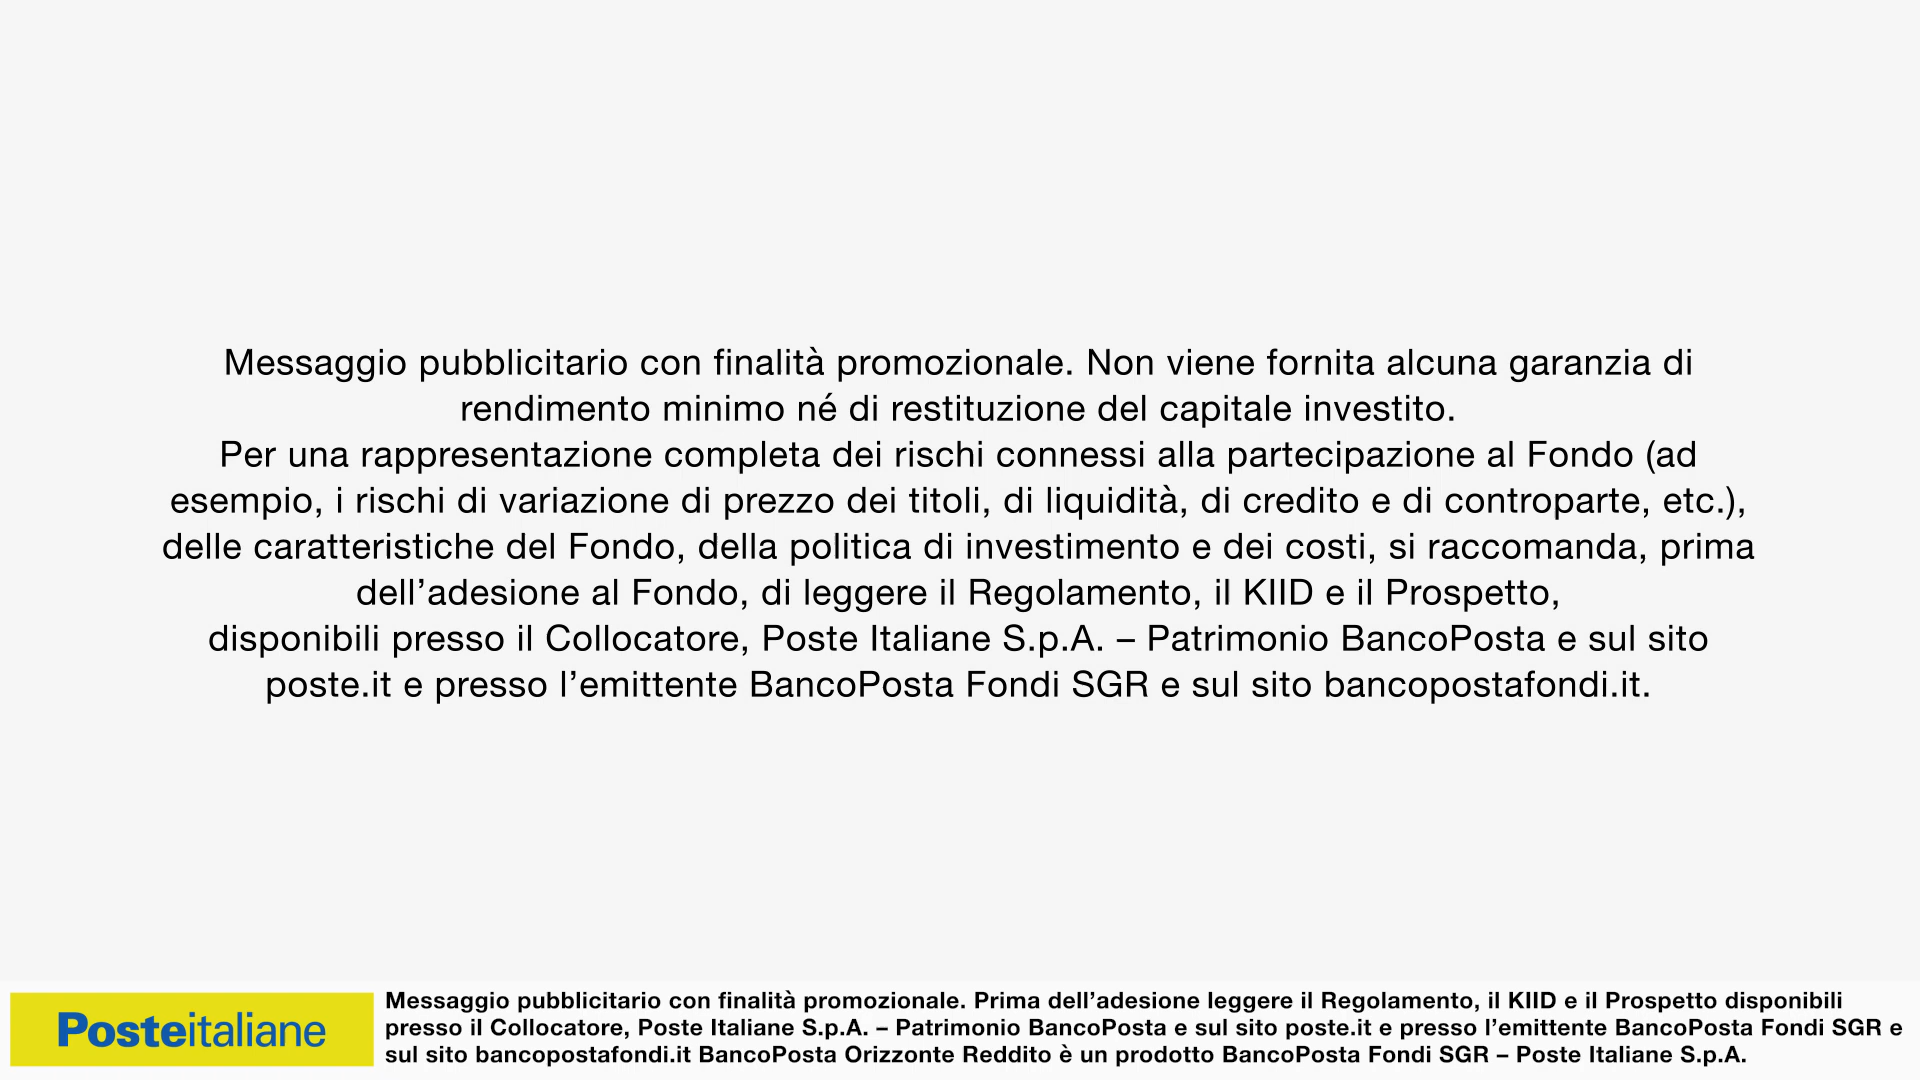 Messaggio pubblicitario con finalità promozionale. Non viene fornita alcuna garanzia di
rendimento minimo né di restituzione del capitale investito.
Per una rappresentazione completa dei rischi connessi alla partecipazione al Fondo (ad
esempio, i rischi di variazione di prezzo dei titoli, di liquidità, di credito e di controparte, etc.),
delle caratteristiche del Fondo, della politica di investimento e dei costi, si raccomanda, prima
dell’adesione al Fondo, di leggere il Regolamento, il KIID e il Prospetto,
disponibili presso il Collocatore, Poste Italiane S.p.A. – Patrimonio BancoPosta e sul sito
poste.it e presso l’emittente BancoPosta Fondi SGR e sul sito bancopostafondi.it.
Posteitaliane
Messaggio pubblicitario con finalità promozionale. Prima dell’adesione leggere il Regolamento, il KIID e il Prospetto disponibili
presso il Collocatore, Poste Italiane S.p.A. – Patrimonio BancoPosta e sul sito poste.it e presso l’emittente BancoPosta Fondi SGR e
sul sito bancopostafondi.it BancoPosta Orizzonte Reddito è un prodotto BancoPosta Fondi SGR – Poste Italiane S.p.A.